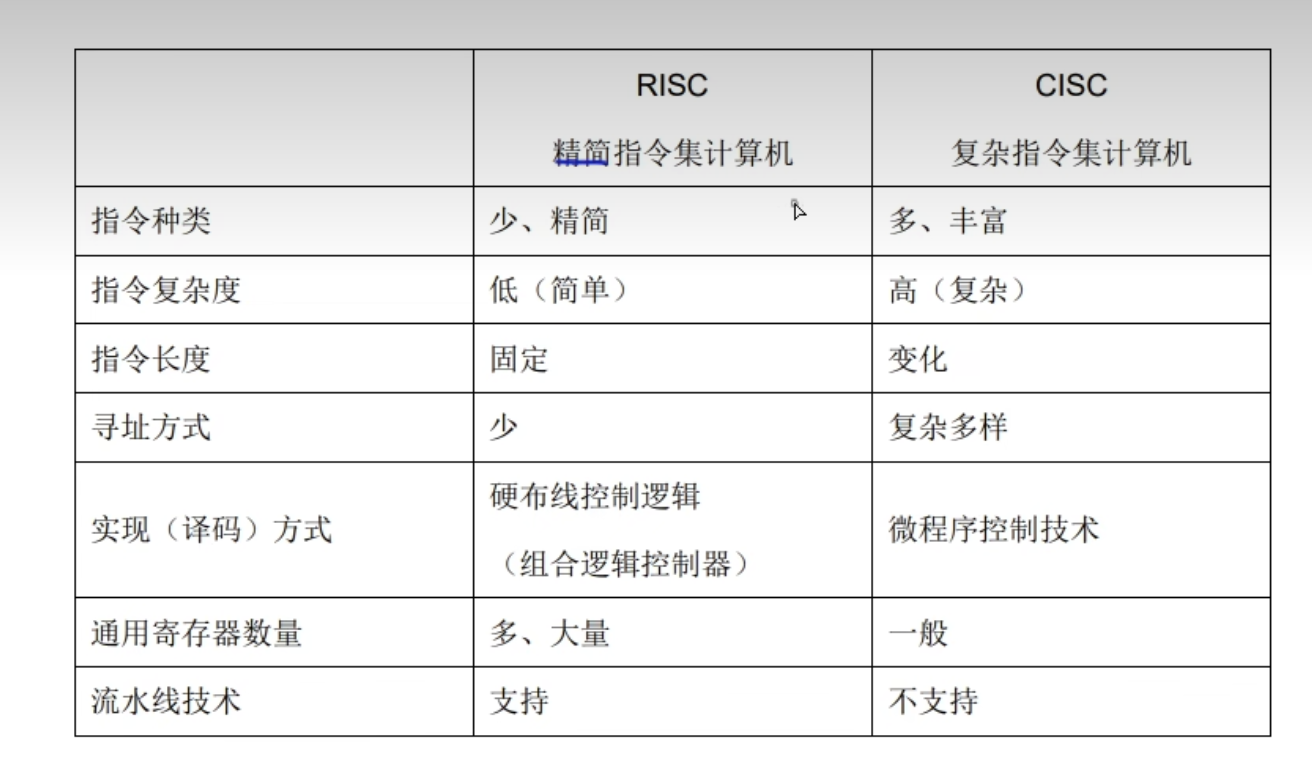 RISC
CISC
精简指令集计算机
复杂指令集计算机
指令种类
少、精简
多、丰富
指令复杂度
低（简单）
高（复杂）
指令长度
固定
变化
寻址方式
少
复杂多样
实现（译码）方式
硬布线控制逻辑
（组合逻辑控制器）
微程序控制技术
通用寄存器数量
多、大量
一般
流水线技术
支持
不支持